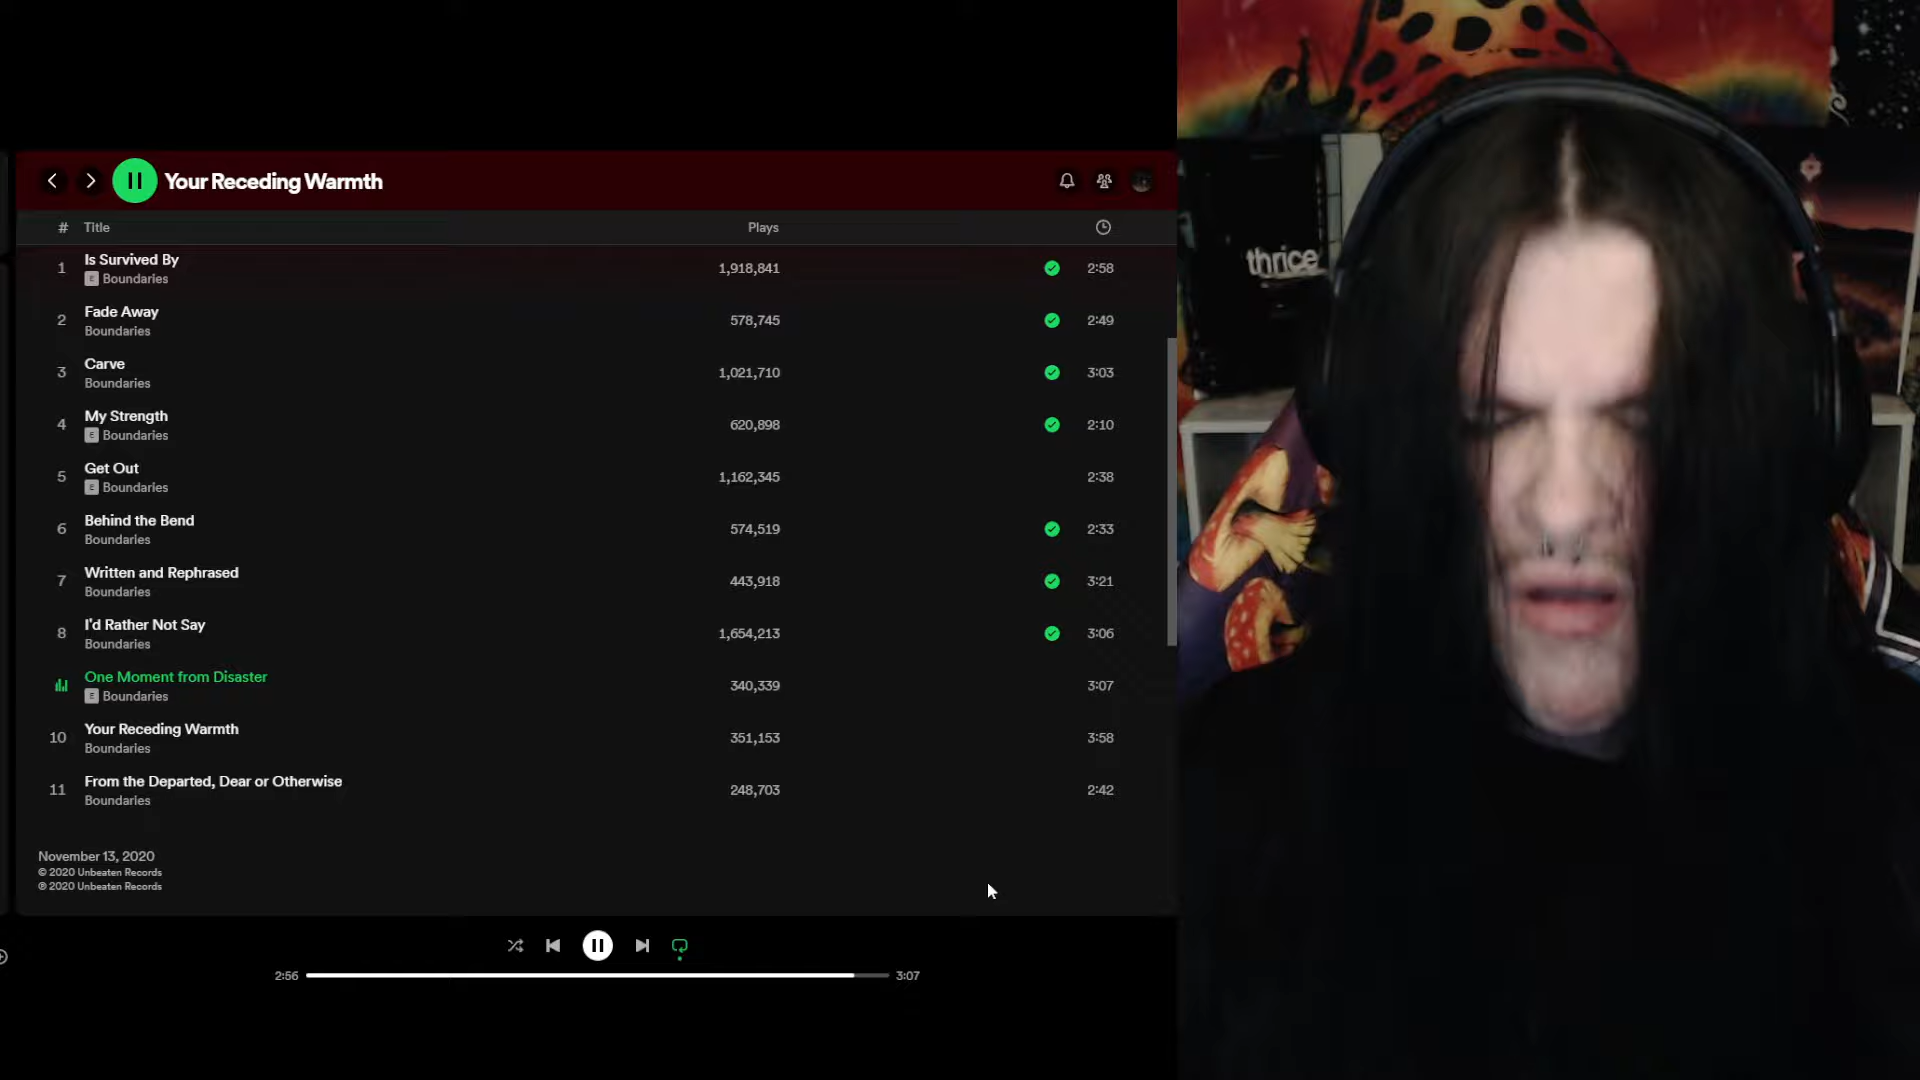 Your Receding Warmth
# Title Plays
1 Is Survived By 1,918,841 2:58
E Boundaries
2 Fade Away 578,745 2:49
Boundaries
3 Carve 1,021,710 3:03
Boundaries
4 My Strength 620,898 2:10
E Boundaries
5 Get Out 1,162,345 2:38
E Boundaries
6 Behind the Bend 574,519 2:33
Boundaries
7 Written and Rephrased 443,918 3:21
Boundaries
8 I'd Rather Not Say 1,654,213 3:06
Boundaries
One Moment from Disaster 340,339 3:07
E Boundaries
10 Your Receding Warmth 351,153 3:58
Boundaries
11 From the Departed, Dear or Otherwise 248,703 2:42
Boundaries
November 13, 2020
© 2020 Unbeaten Records
℗ 2020 Unbeaten Records
2:56 3:07
thrice